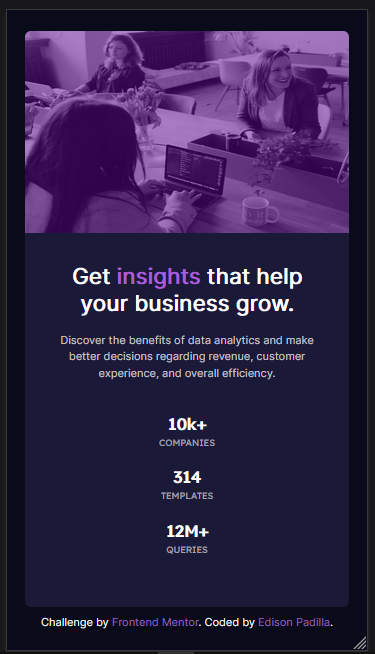 Get insights that help
your business grow.
Discover the benefits of data analytics and make
better decisions regarding revenue, customer
experience, and overall efficiency.
10k+
COMPANIES
314
TEMPLATES
12M+
QUERIES
Challenge by Frontend Mentor. Coded by Edison Padilla.